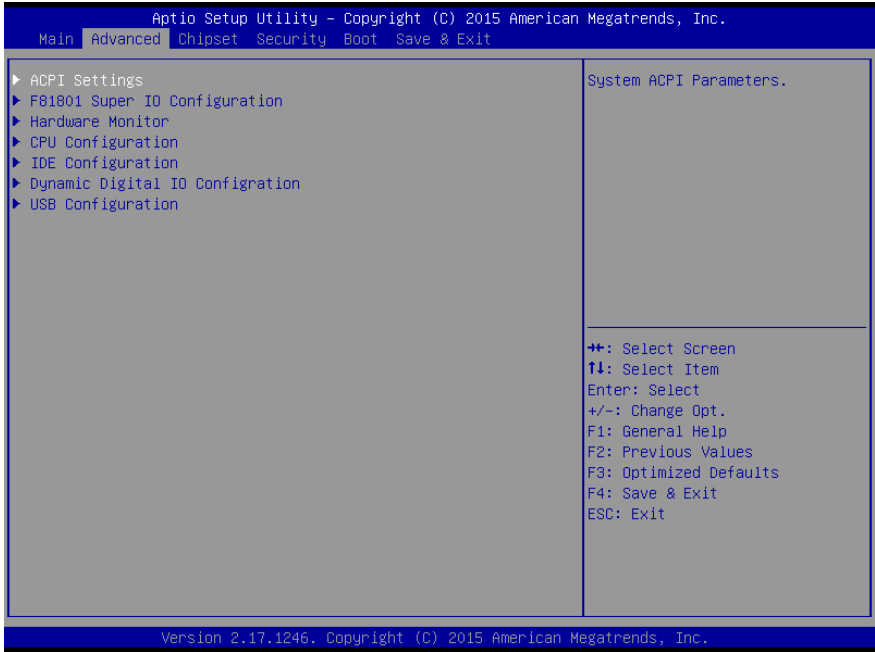 Aptio Setup Utility – Copyright (C) 2015 American Megatrends, Inc.
Main Advanced Chipset Security Boot Save & Exit
▶ ACPI Settings
▶ F81801 Super IO Configuration
▶ Hardware Monitor
▶ CPU Configuration
▶ IDE Configuration
▶ Dynamic Digital IO Configration
▶ USB Configuration
System ACPI Parameters.
→←: Select Screen
↑↓: Select Item
Enter: Select
+/-: Change Opt.
F1: General Help
F2: Previous Values
F3: Optimized Defaults
F4: Save & Exit
ESC: Exit
Version 2.17.1246. Copyright (C) 2015 American Megatrends, Inc.